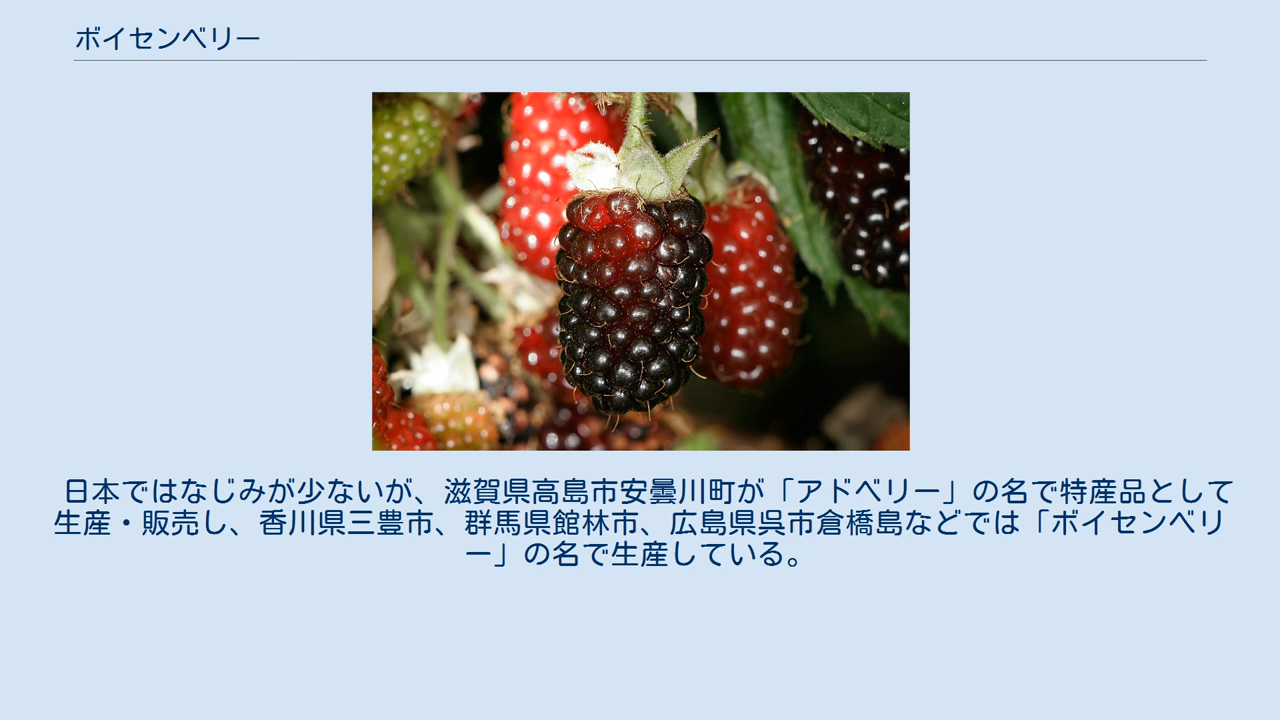 ボイセンベリー
日本ではなじみが少ないが、滋賀県高島市安曇川町が「アドベリー」の名で特産品として
生産・販売し、香川県三豊市、群馬県館林市、広島県呉市倉橋島などでは「ボイセンベリ
ー」の名で生産している。